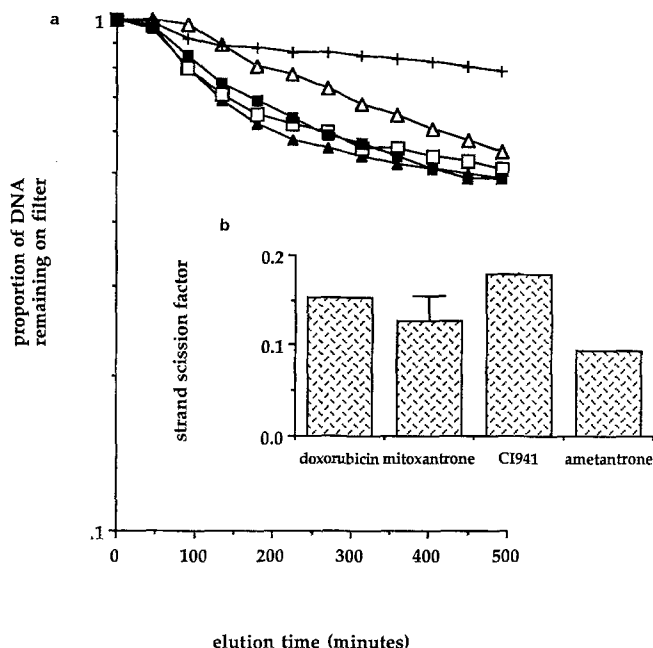 a
1
proportion of DNA
remaining on filter
.1
0
100
200
300
400
500
elution time (minutes)
b
strand scission factor
0.2
0.1
0.0
doxorubicin mitoxantrone CI941 ametantrone